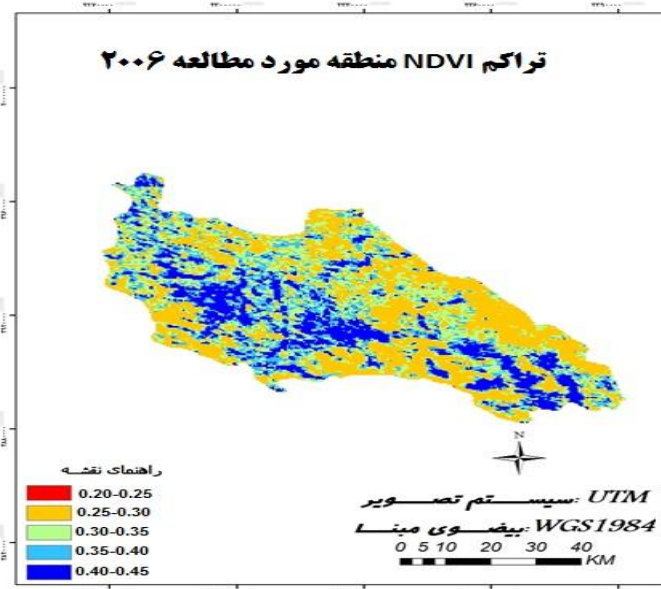 تراکم NDVI منطقه مورد مطالعه ۲۰۰۶
N
راهنمای نقشه
0.20-0.25
0.25-0.30
0.30-0.35
0.35-0.40
0.40-0.45
سیستم تصویر: UTM
بیضوی مبنا: WGS1984
0 5 10 20 30 40
KM